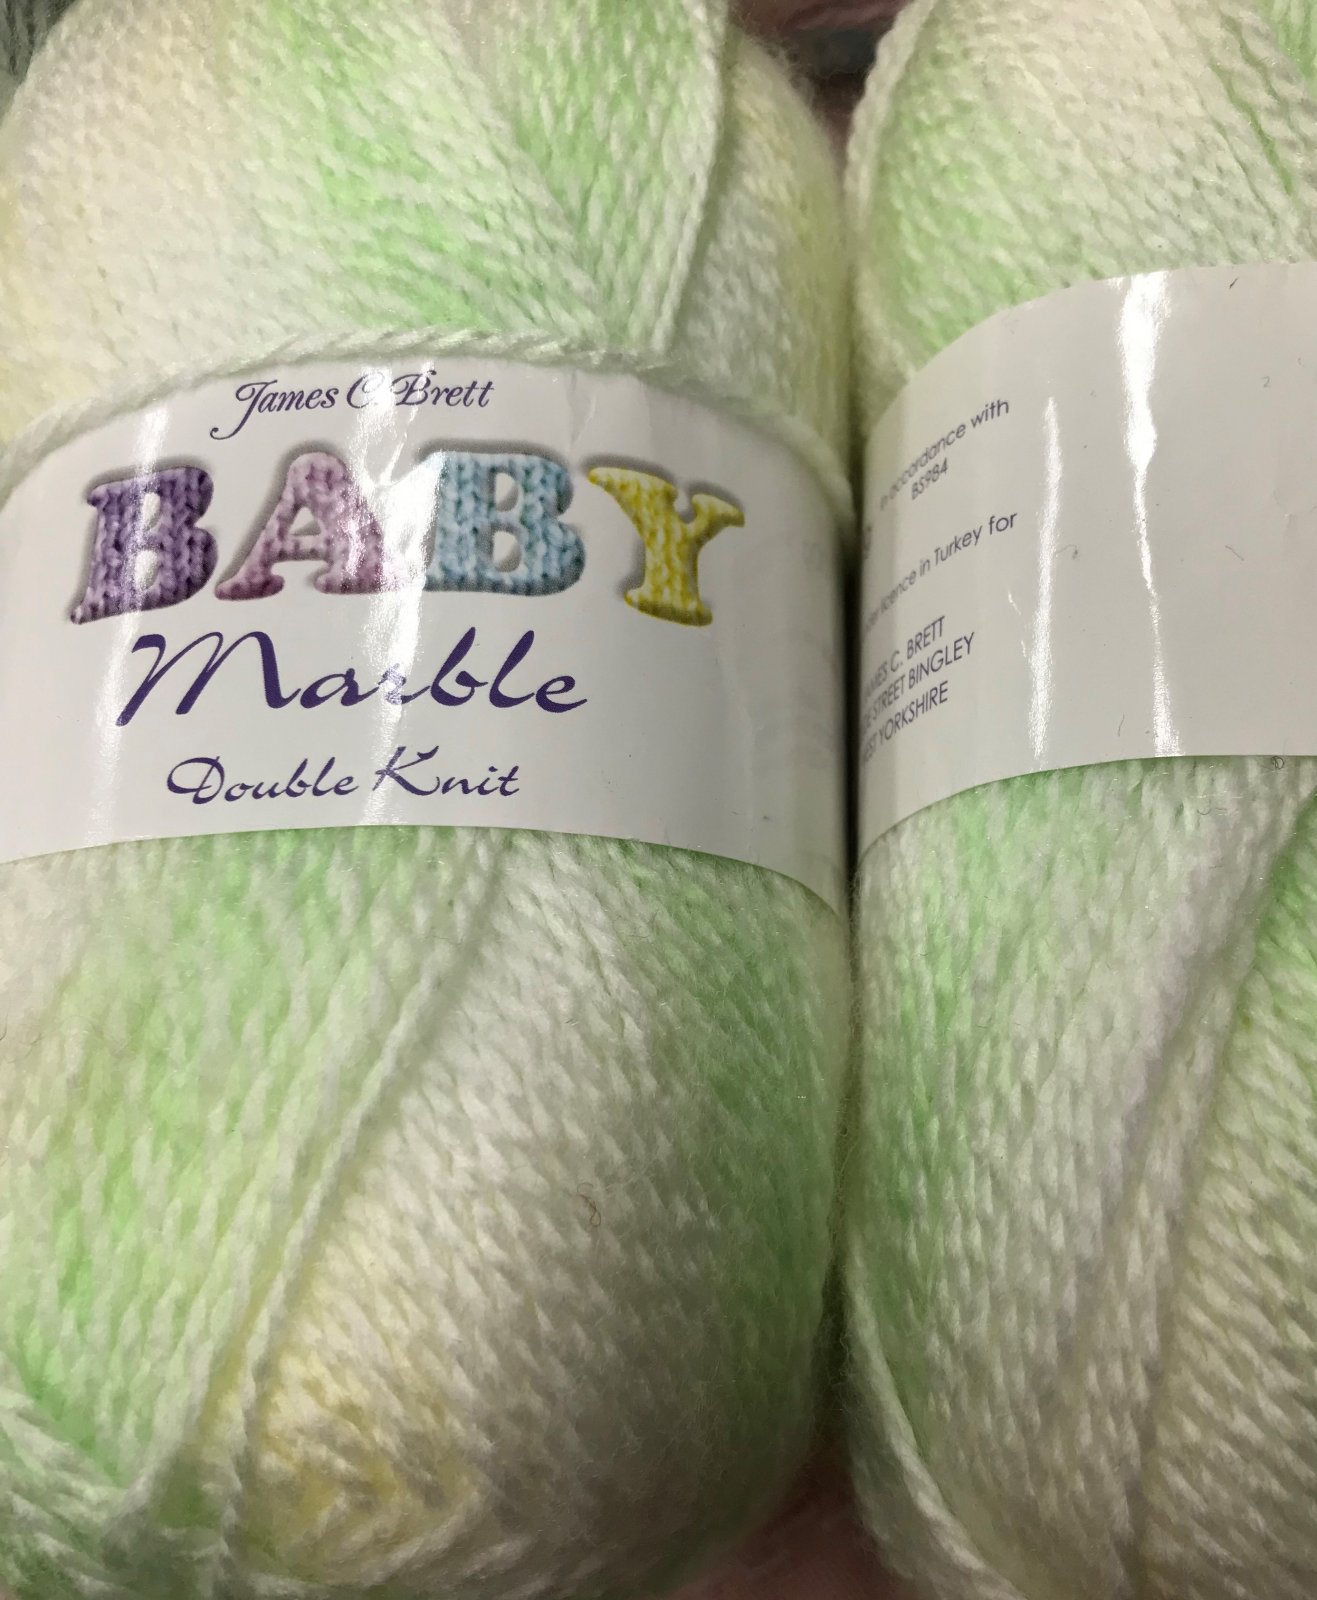 James C. Brett
BABY
Marble
Double Knit
in accordance with
BS984
licence in Turkey for
JAMES C. BRETT
STREET BINGLEY
WEST YORKSHIRE